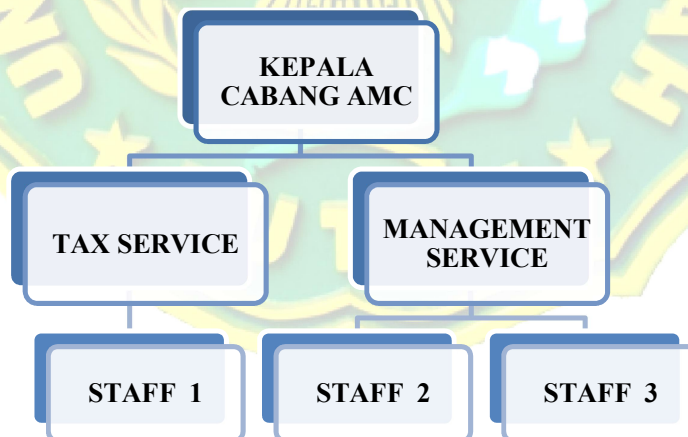 KEPALA
CABANG AMC
TAX SERVICE
MANAGEMENT
SERVICE
STAFF 1
STAFF 2
STAFF 3